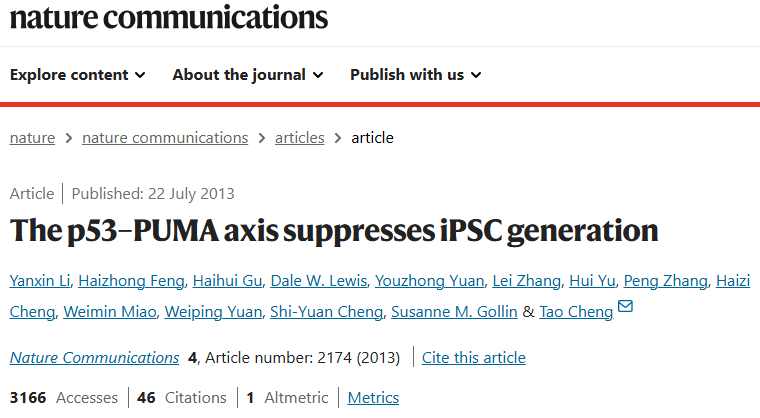 nature communications
Explore content About the journal Publish with us
nature > nature communications > articles > article
Article | Published: 22 July 2013
The p53–PUMA axis suppresses iPSC generation
Yanxin Li, Haizhong Feng, Haihui Gu, Dale W. Lewis, Youzhong Yuan, Lei Zhang, Hui Yu, Peng Zhang, Haizi
Cheng, Weimin Miao, Weiping Yuan, Shi-Yuan Cheng, Susanne M. Gollin & Tao Cheng
Nature Communications 4, Article number: 2174 (2013) | Cite this article
3166 Accesses | 46 Citations | 1 Altmetric | Metrics